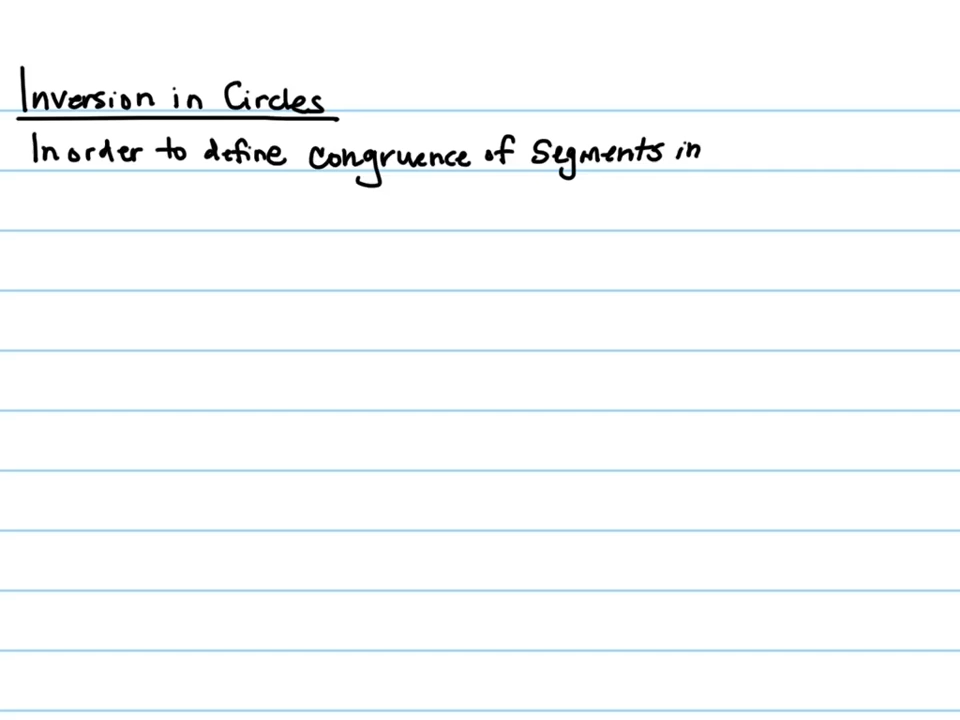 Inversion in Circles
In order to define congruence of segments in